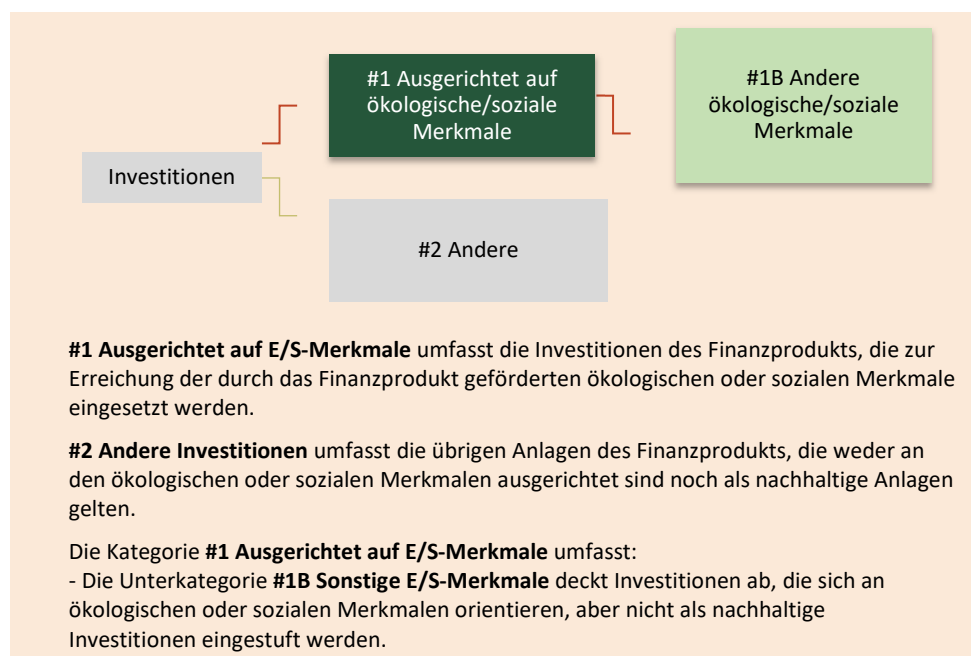 #1 Ausgerichtet auf
ökologische/soziale
Merkmale
#1B Andere
ökologische/soziale
Merkmale
Investitionen
#2 Andere
#1 Ausgerichtet auf E/S-Merkmale umfasst die Investitionen des Finanzprodukts, die zur
Erreichung der durch das Finanzprodukt geförderten ökologischen oder sozialen Merkmale
eingesetzt werden.
#2 Andere Investitionen umfasst die übrigen Anlagen des Finanzprodukts, die weder an
den ökologischen oder sozialen Merkmalen ausgerichtet sind noch als nachhaltige Anlagen
gelten.
Die Kategorie #1 Ausgerichtet auf E/S-Merkmale umfasst:
- Die Unterkategorie #1B Sonstige E/S-Merkmale deckt Investitionen ab, die sich an
ökologischen oder sozialen Merkmalen orientieren, aber nicht als nachhaltige
Investitionen eingestuft werden.